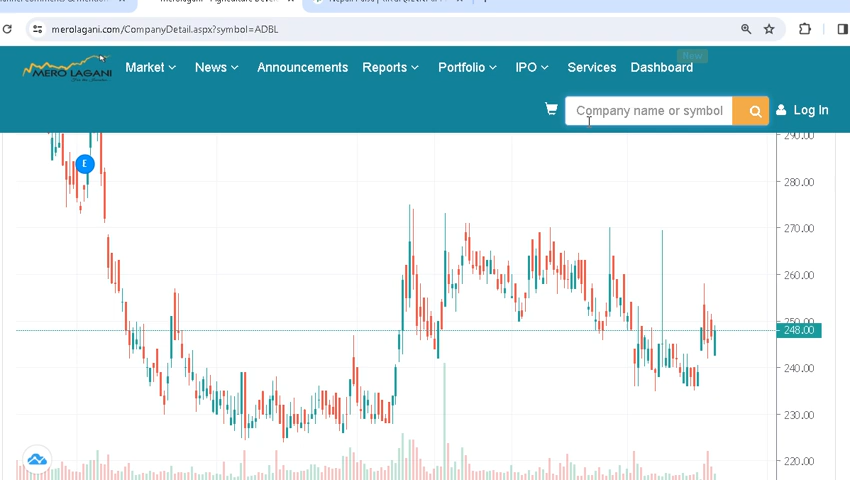 merolagani.com/CompanyDetail.aspx?symbol=ADBL
MERO LAGANI
Market
News
Announcements
Reports
Portfolio
IPO
Services
Dashboard
New
Company name or symbol
Log In
E
290.00
280.00
270.00
260.00
250.00
248.00
240.00
230.00
220.00